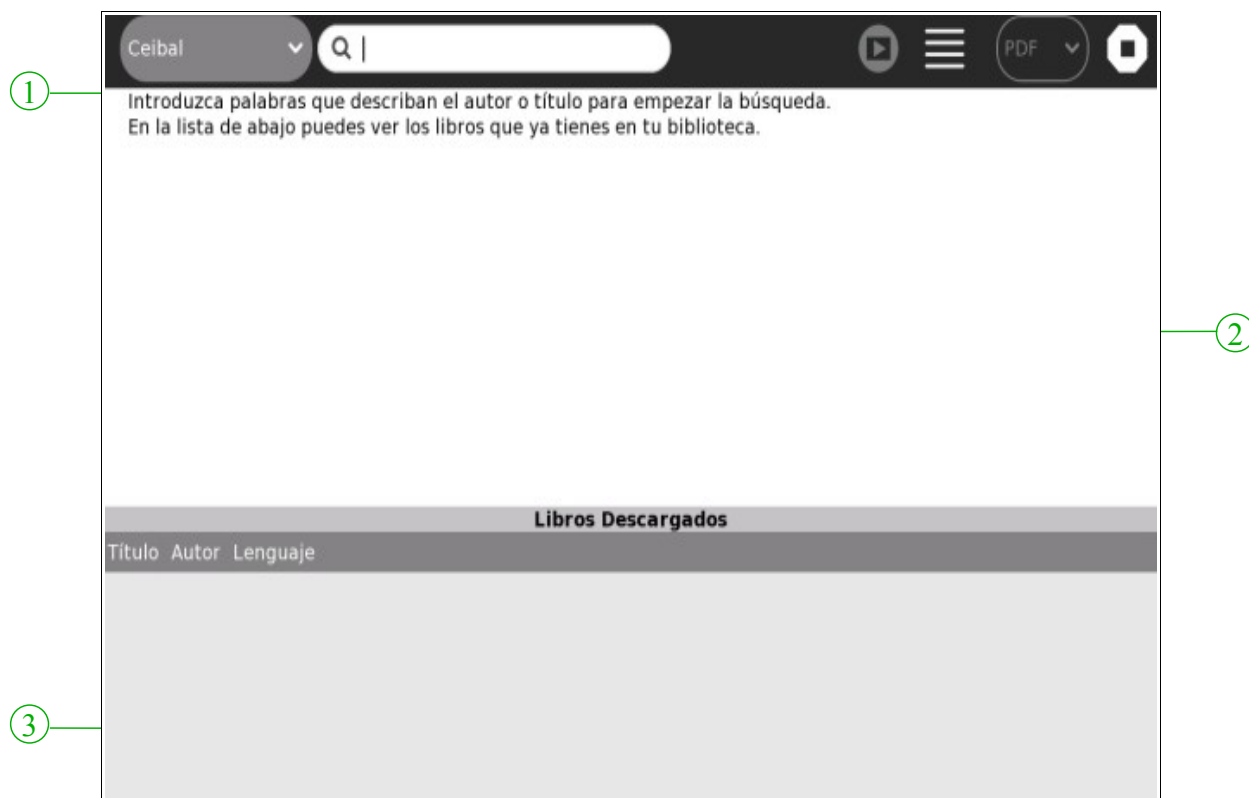 Ceibal
PDF
1
Introduzca palabras que describan el autor o título para empezar la búsqueda.
En la lista de abajo puedes ver los libros que ya tienes en tu biblioteca.
2
Libros Descargados
Título Autor Lenguaje
3